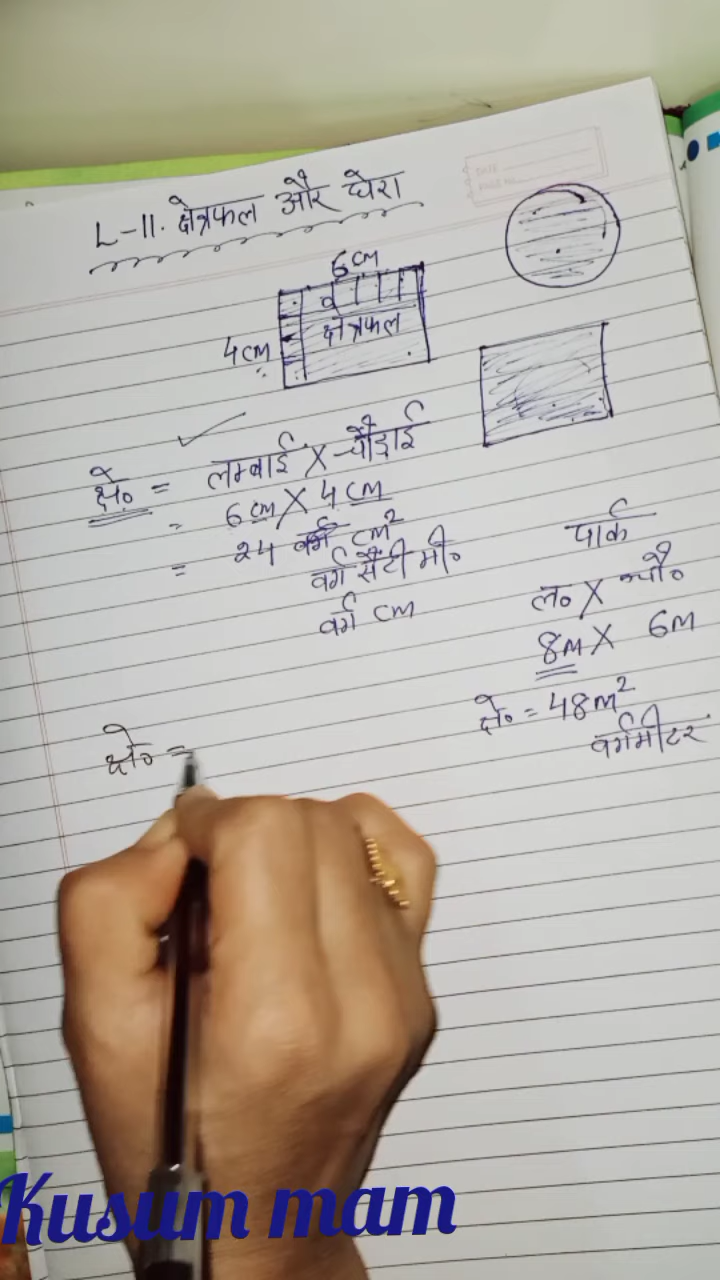 L-11. क्षेत्रफल और घेरा
6cm
क्षेत्रफल
4cm
क्षे० = लम्बाई X चौड़ाई
= 6cm X 4cm
= 24 वर्ग cm²
वर्ग सैंटी मी०
वर्ग cm
पार्क
ल० X चौ०
8m X 6m
क्षे० = 48m²
वर्गमीटर
क्षे० =
Kusum mam